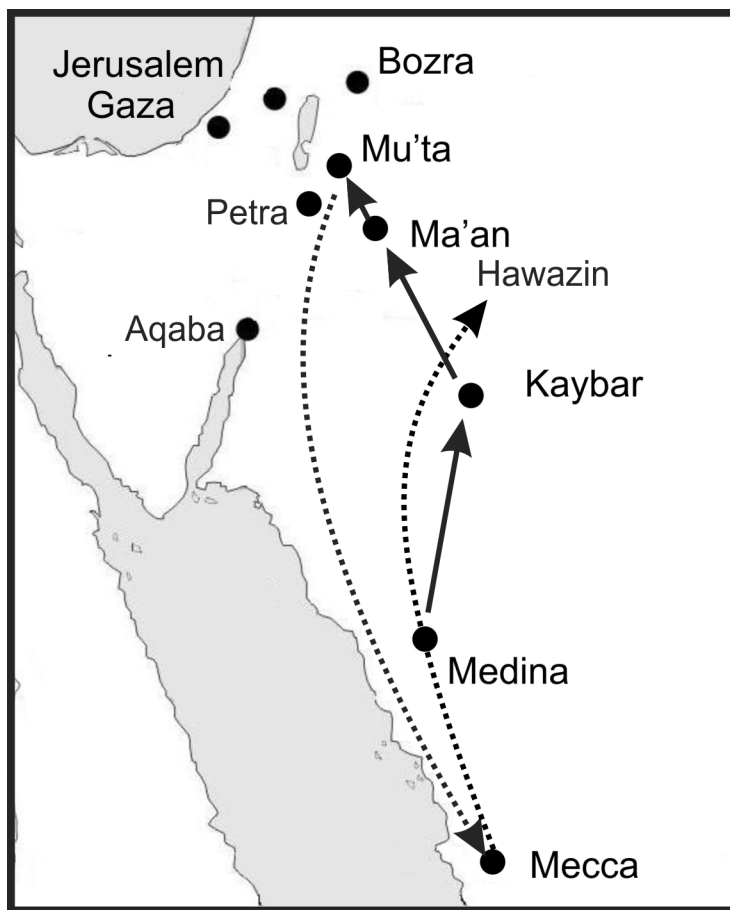 Jerusalem
Bozra
Gaza
Mu’ta
Petra
Ma’an
Hawazin
Aqaba
Kaybar
Medina
Mecca